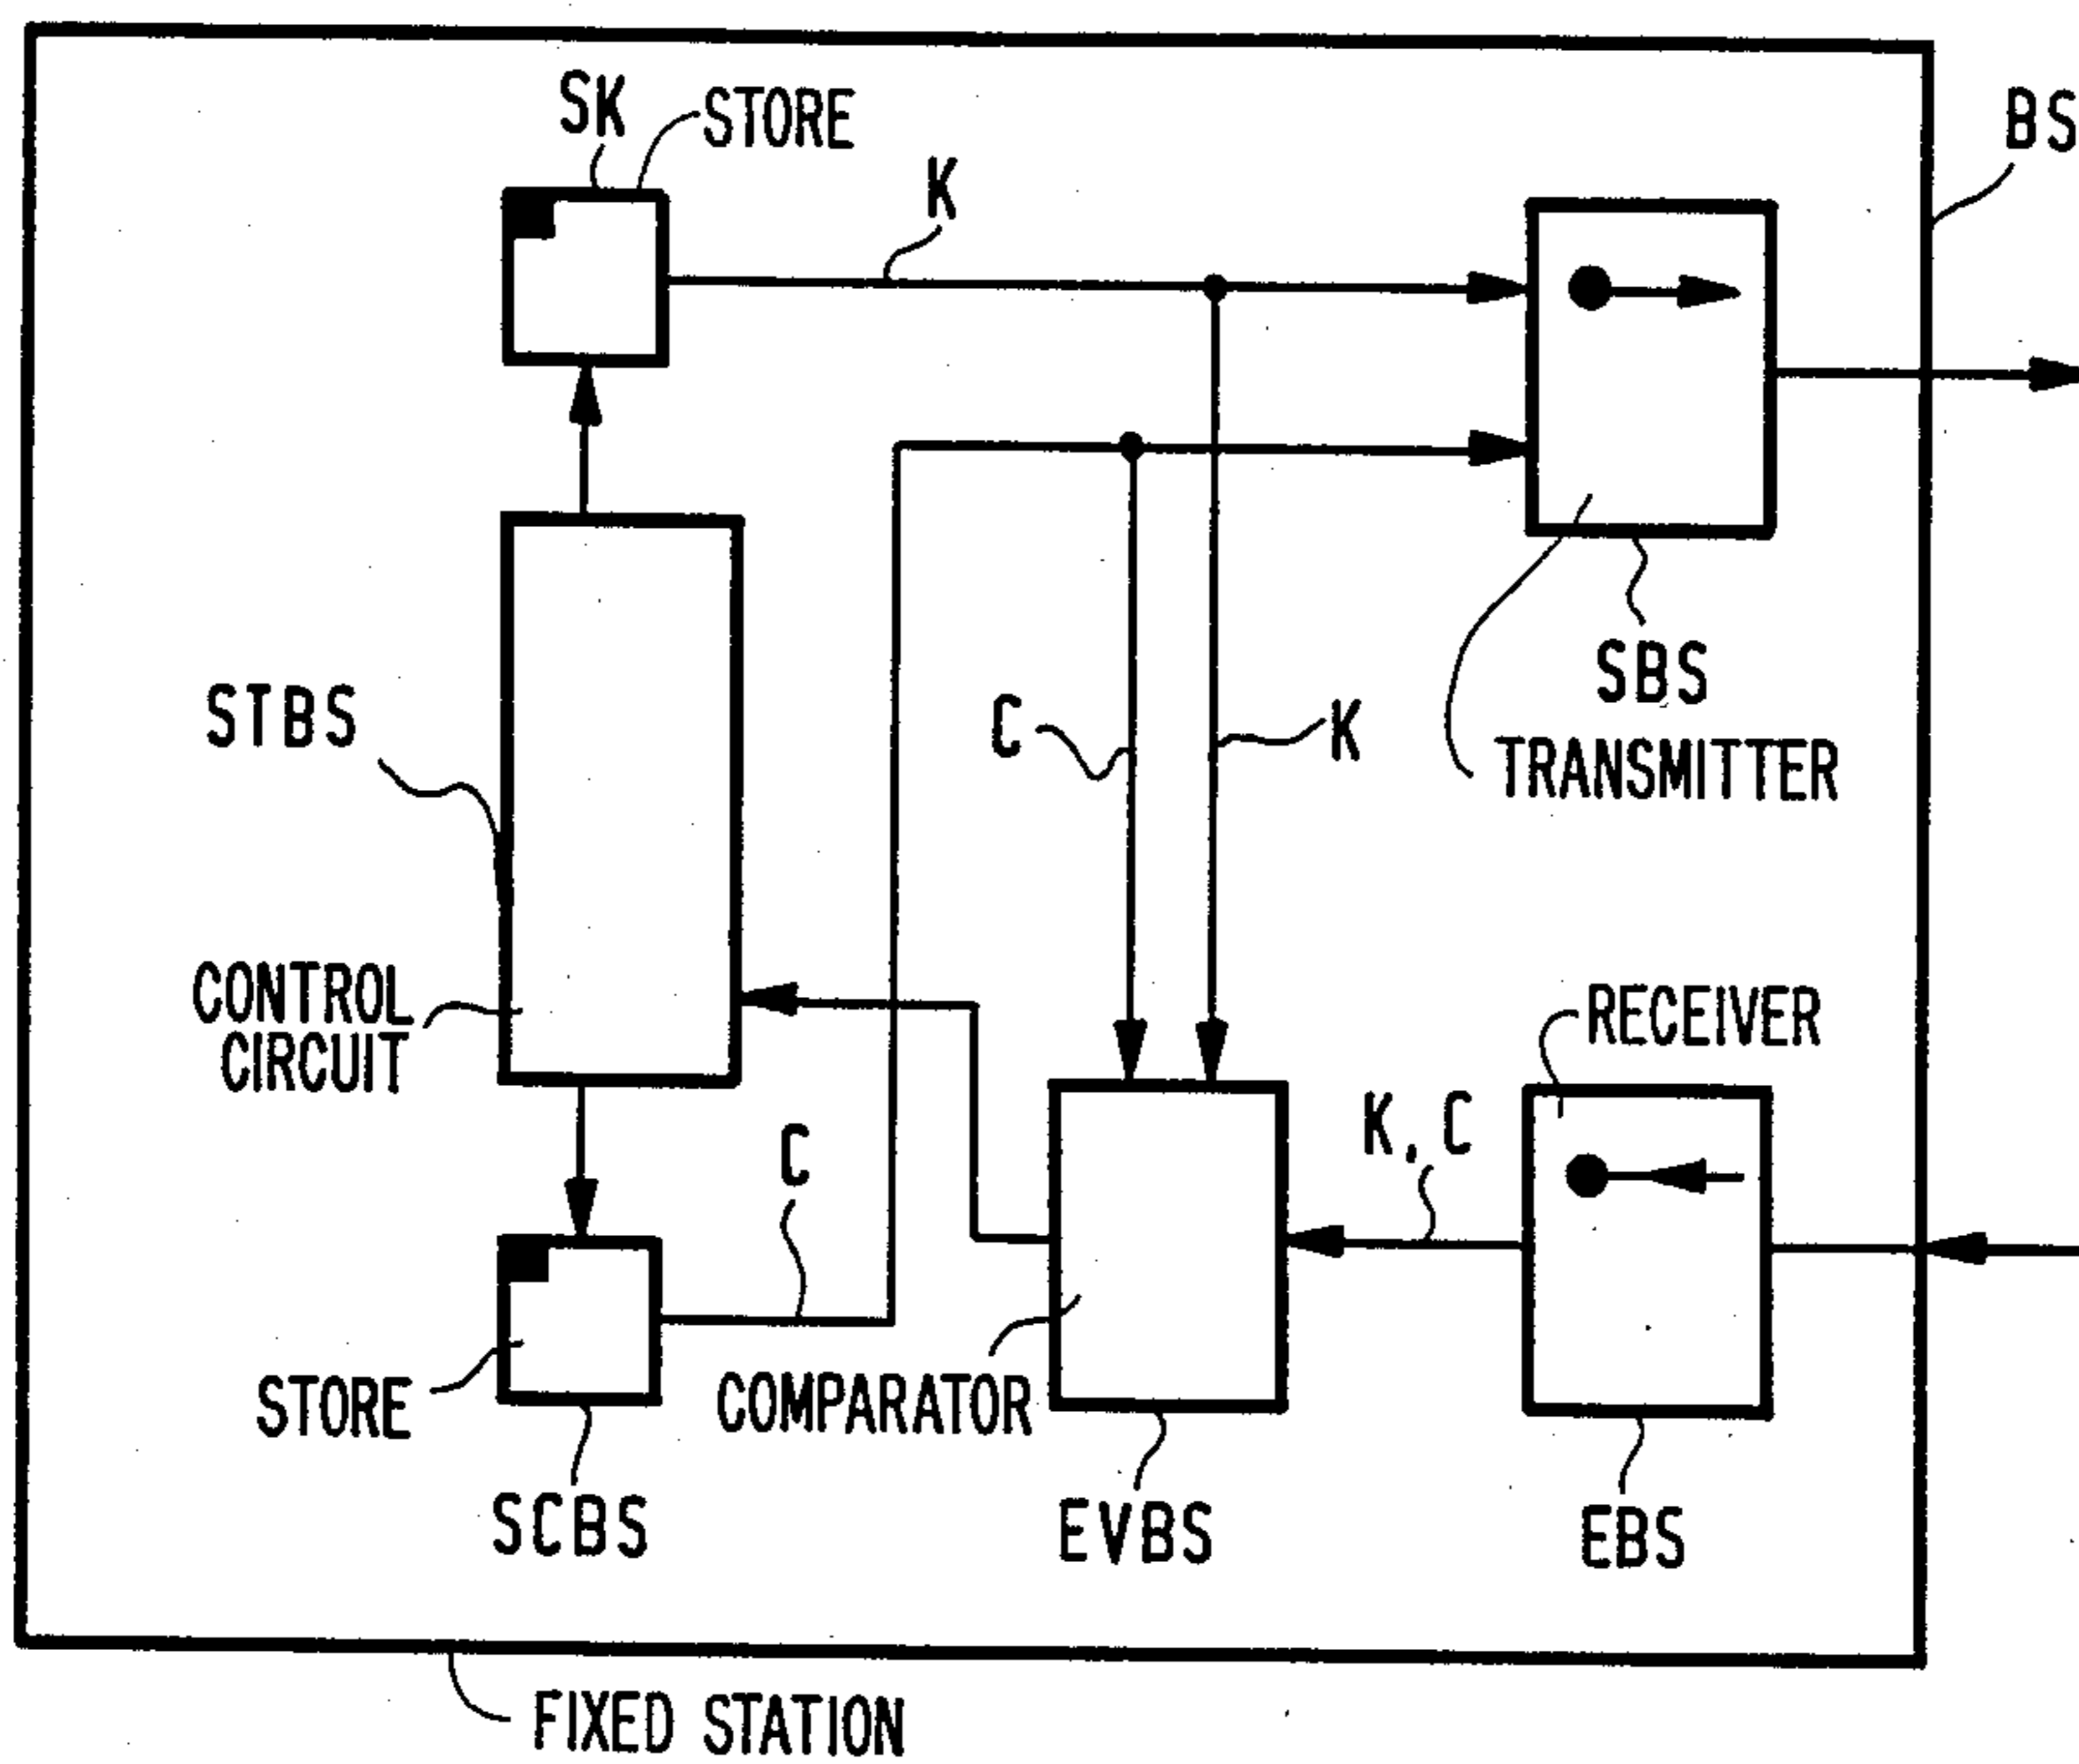 SK
STORE
K
BS
STBS
C
K
SBS
TRANSMITTER
CONTROL
CIRCUIT
RECEIVER
C
K, C
STORE
COMPARATOR
SCBS
EVBS
EBS
FIXED STATION